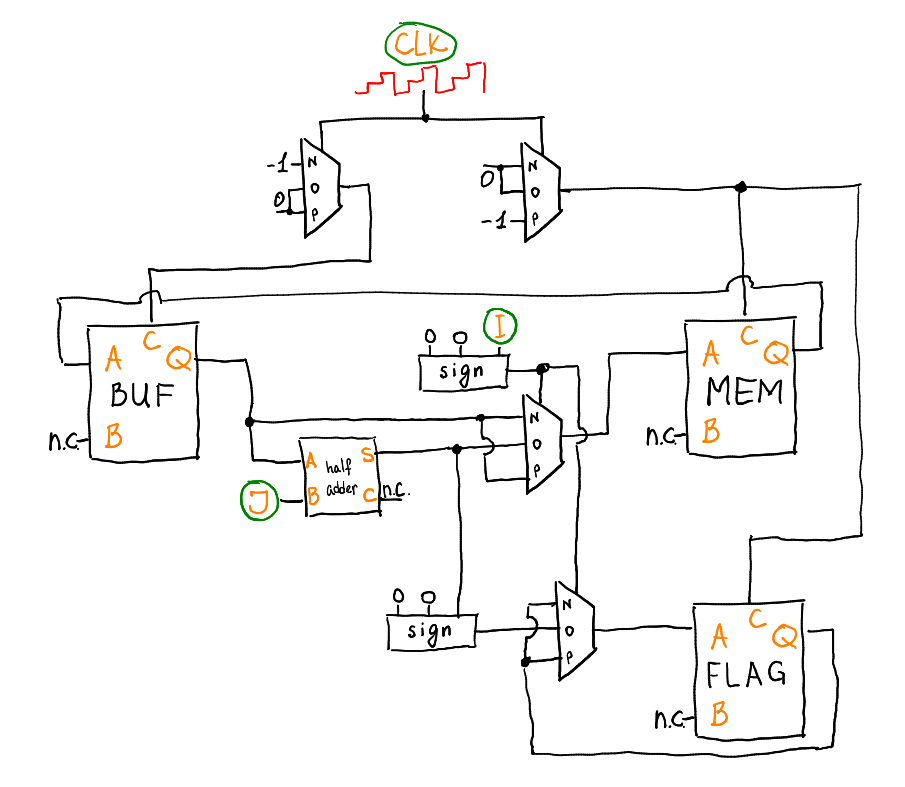 CLK
-1 N
0 O
P
0 N
O
-1 P
0 0 I
sign
A C Q
BUF
n.c. B
A C Q
MEM
n.c. B
N
O
P
A half S
J B adder C n.c.
0 0
sign
N
O
P
A C Q
FLAG
n.c. B